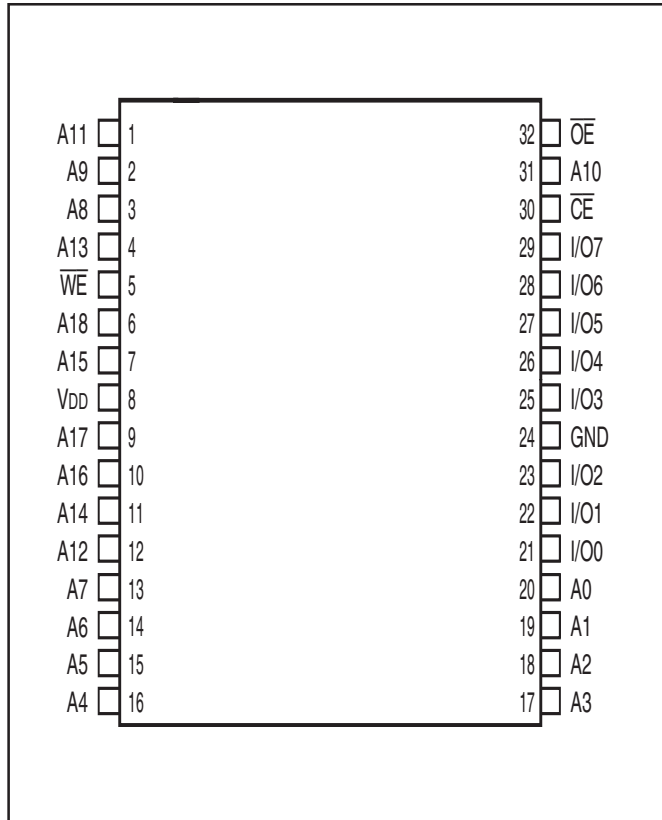 A11 1 32 O̅E̅
A9 2 31 A10
A8 3 30 C̅E̅
A13 4 29 I/O7
W̅E̅ 5 28 I/O6
A18 6 27 I/O5
A15 7 26 I/O4
VDD 8 25 I/O3
A17 9 24 GND
A16 10 23 I/O2
A14 11 22 I/O1
A12 12 21 I/O0
A7 13 20 A0
A6 14 19 A1
A5 15 18 A2
A4 16 17 A3